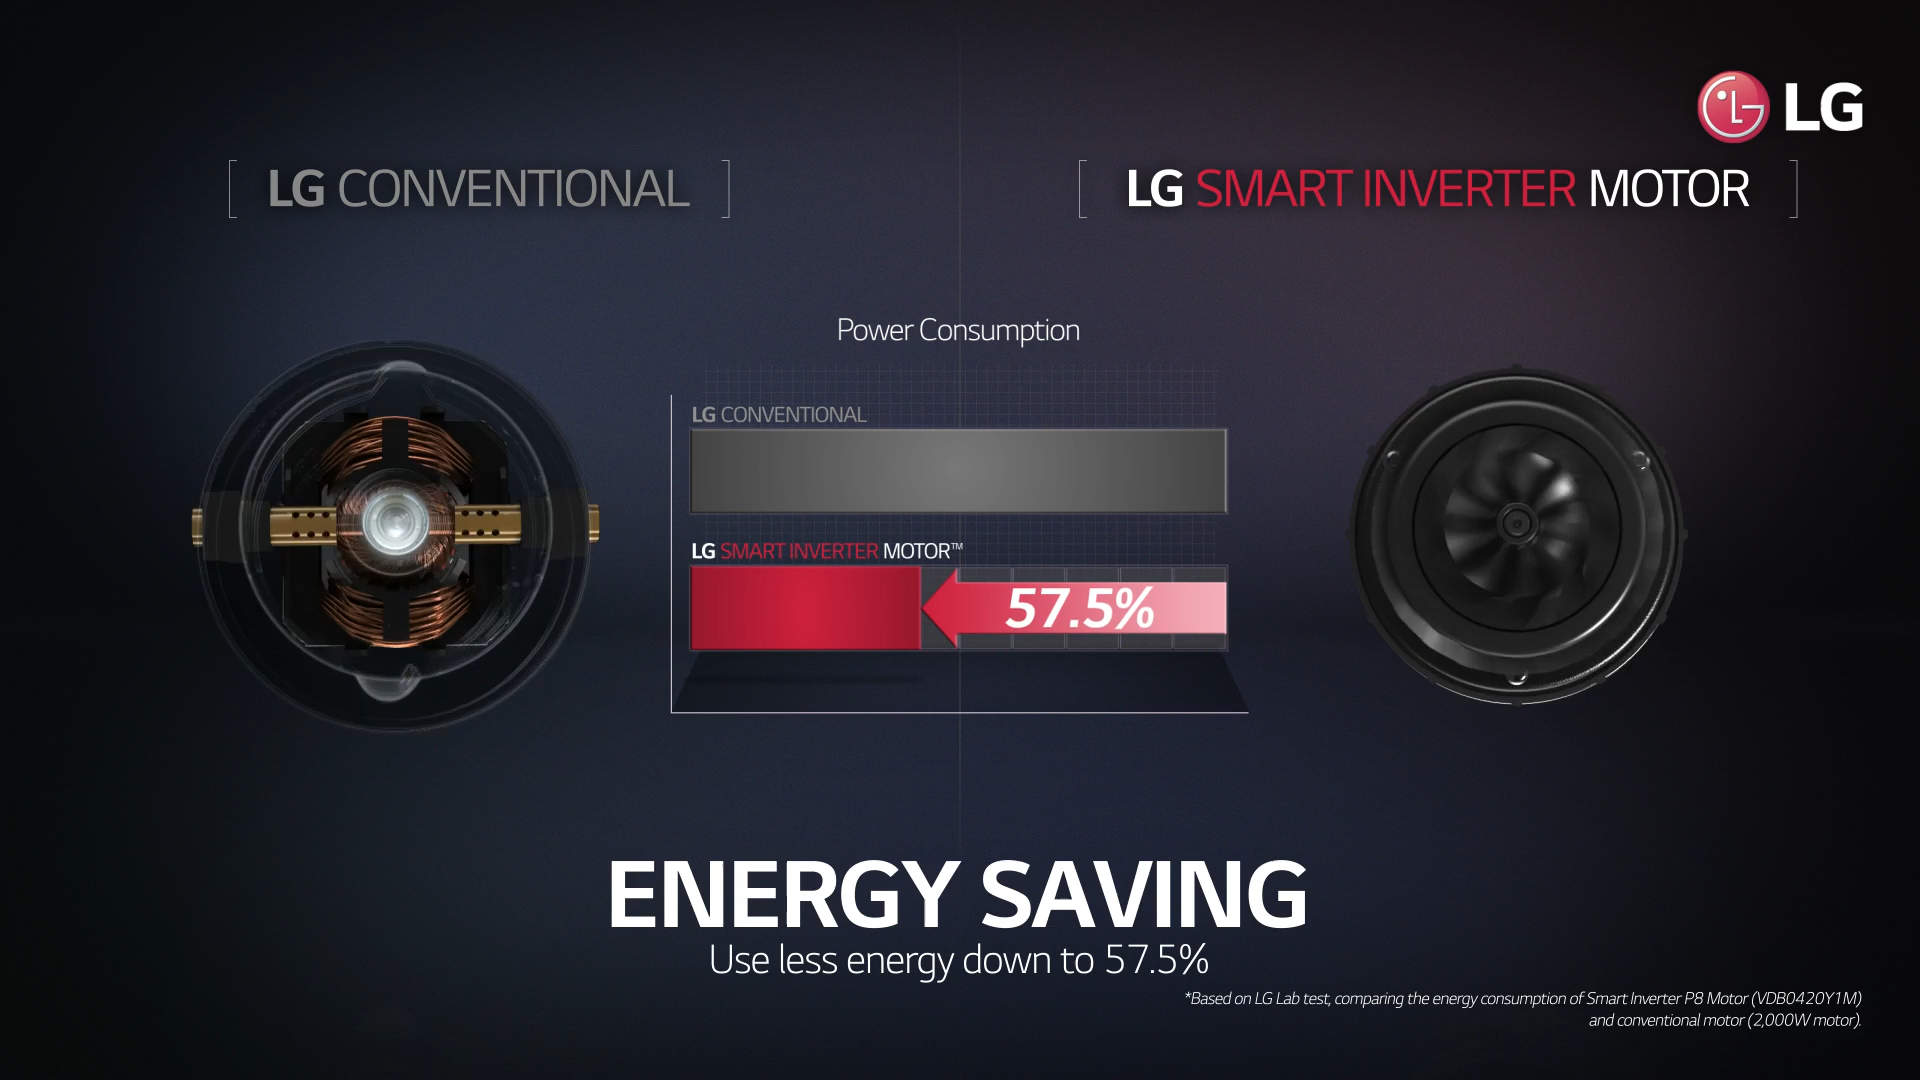 LG
LG CONVENTIONAL
LG SMART INVERTER MOTOR
Power Consumption
LG CONVENTIONAL
LG SMART INVERTER MOTOR™
57.5%
ENERGY SAVING
Use less energy down to 57.5%
*Based on LG Lab test, comparing the energy consumption of Smart Inverter P8 Motor (VDB0420Y1M)
and conventional motor (2,000W motor).